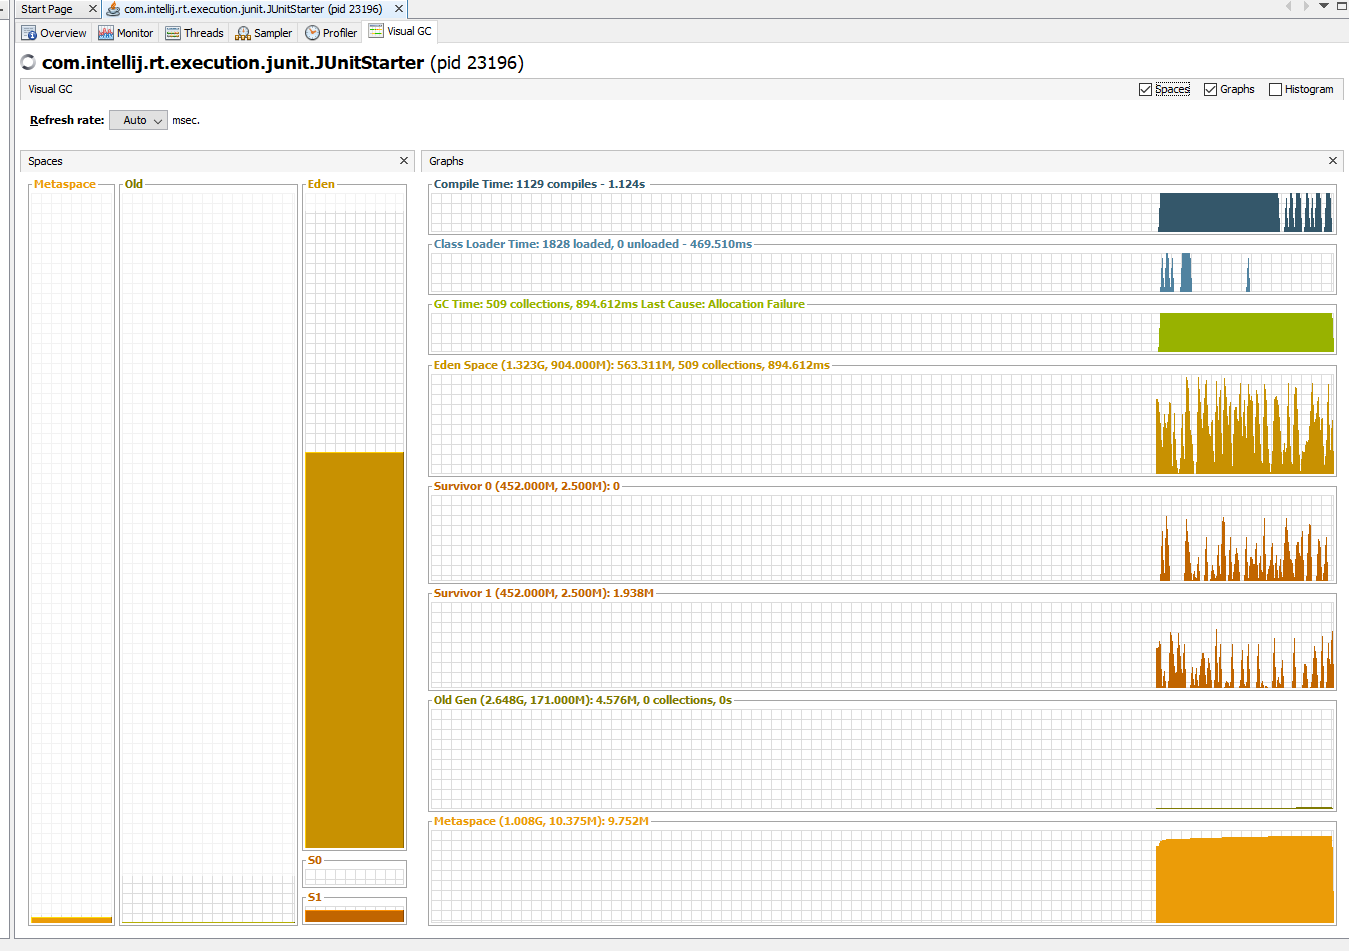 Start Page
com.intellij.rt.execution.junit.JUnitStarter (pid 23196)
Overview
Monitor
Threads
Sampler
Profiler
Visual GC
com.intellij.rt.execution.junit.JUnitStarter (pid 23196)
Visual GC
Spaces
Graphs
Histogram
Refresh rate:
Auto
msec.
Spaces
Metaspace
Old
Eden
S0
S1
Graphs
Compile Time: 1129 compiles - 1.124s
Class Loader Time: 1828 loaded, 0 unloaded - 469.510ms
GC Time: 509 collections, 894.612ms Last Cause: Allocation Failure
Eden Space (1.323G, 904.000M): 563.311M, 509 collections, 894.612ms
Survivor 0 (452.000M, 2.500M): 0
Survivor 1 (452.000M, 2.500M): 1.938M
Old Gen (2.648G, 171.000M): 4.576M, 0 collections, 0s
Metaspace (1.008G, 10.375M): 9.752M